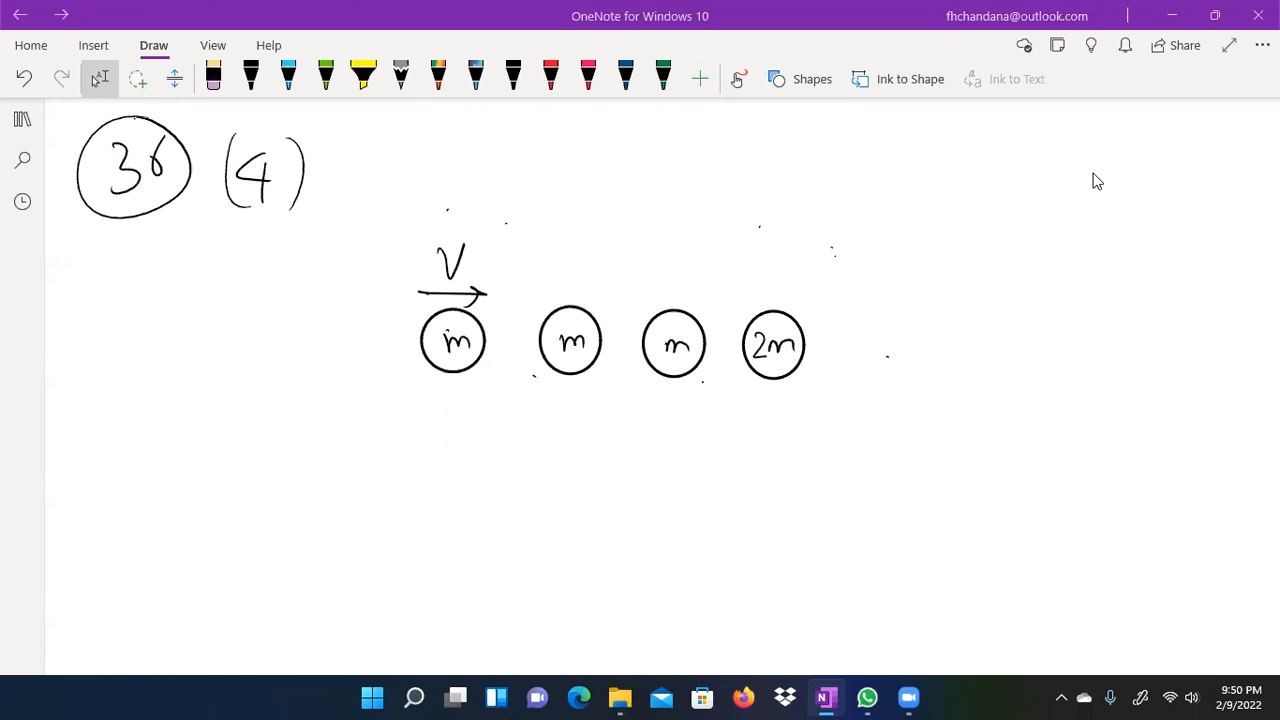 OneNote for Windows 10
fhchandana@outlook.com
Home Insert Draw View Help
Share
Shapes Ink to Shape Ink to Text
36 (4)
V
m m m 2m
9:50 PM
2/9/2022